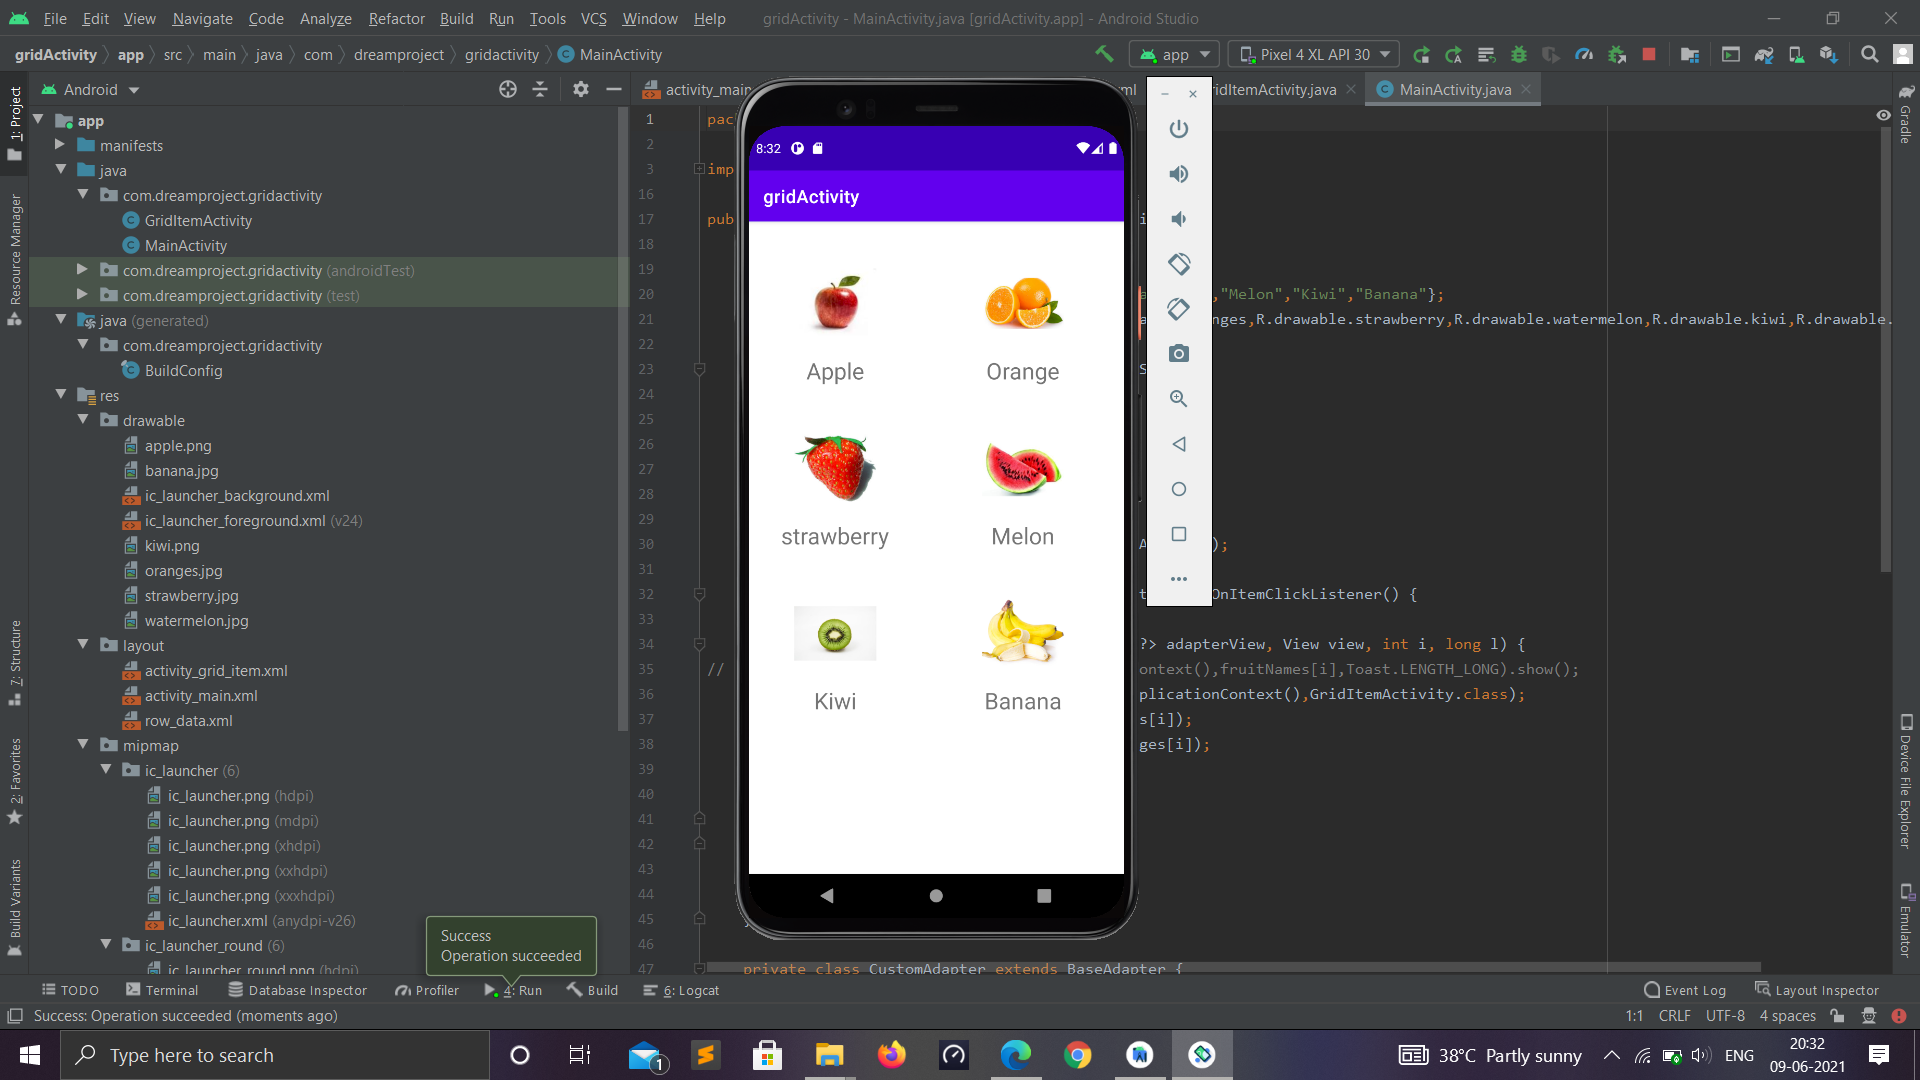 File Edit View Navigate Code Analyze Refactor Build Run Tools VCS Window Help gridActivity - MainActivity.java [gridActivity.app] - Android Studio
gridActivity app src main java com dreamproject gridactivity MainActivity app Pixel 4 XL API 30
Android
activity_main
ml
ridItemActivity.java
MainActivity.java
1: Project
Resource Manager
7: Structure
2: Favorites
Build Variants
app
manifests
java
com.dreamproject.gridactivity
GridItemActivity
MainActivity
com.dreamproject.gridactivity (androidTest)
com.dreamproject.gridactivity (test)
java (generated)
com.dreamproject.gridactivity
BuildConfig
res
drawable
apple.png
banana.jpg
ic_launcher_background.xml
ic_launcher_foreground.xml (v24)
kiwi.png
oranges.jpg
strawberry.jpg
watermelon.jpg
layout
activity_grid_item.xml
activity_main.xml
row_data.xml
mipmap
ic_launcher (6)
ic_launcher.png (hdpi)
ic_launcher.png (mdpi)
ic_launcher.png (xhdpi)
ic_launcher.png (xxhdpi)
ic_launcher.png (xxxhdpi)
ic_launcher.xml (anydpi-v26)
ic_launcher_round (6)
ic_launcher_round.png (hdpi)
Success
Operation succeeded
1 pac
2
3 imp
16
17 pub i
18
19
20 a ,"Melon","Kiwi","Banana"};
21 a nges,R.drawable.strawberry,R.drawable.watermelon,R.drawable.kiwi,R.drawable.
22
23 S
24
25
26
27
28
29
30 A );
31
32 t OnItemClickListener() {
33
34 ?> adapterView, View view, int i, long l) {
35 // ontext(),fruitNames[i],Toast.LENGTH_LONG).show();
36 plicationContext(),GridItemActivity.class);
37 s[i]);
38 ges[i]);
39
40
41
42
43
44
45 }
46
47 private class CustomAdapter extends BaseAdapter {
8:32
gridActivity
Apple Orange
strawberry Melon
Kiwi Banana
Gradle
Device File Explorer
Emulator
TODO Terminal Database Inspector Profiler 4: Run Build 6: Logcat Event Log Layout Inspector
Success: Operation succeeded (moments ago) 1:1 CRLF UTF-8 4 spaces
Type here to search 1 38°C Partly sunny ENG 20:32
09-06-2021